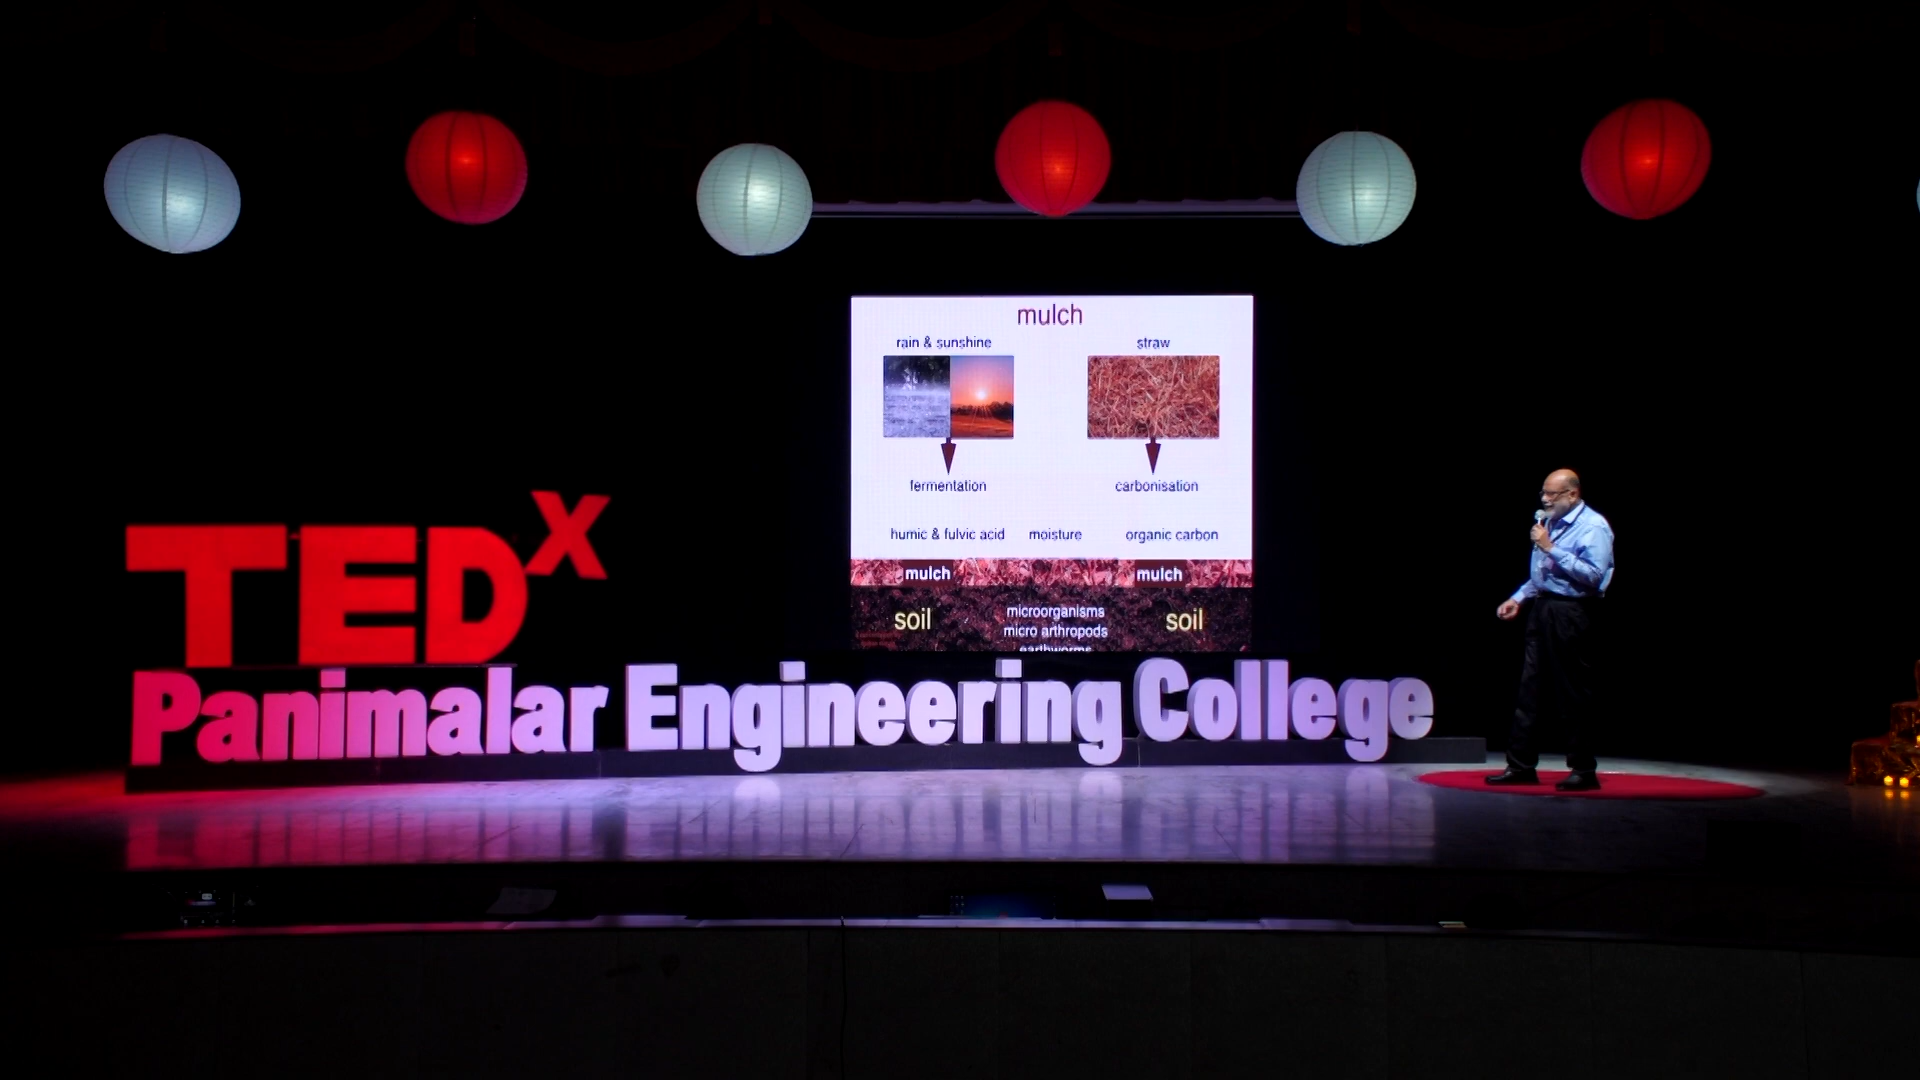 mulch
rain & sunshine
straw
fermentation
carbonisation
humic & fulvic acid
moisture
organic carbon
mulch
mulch
soil
microorganisms
soil
micro arthropods
earthworms
TEDx
Panimalar Engineering College